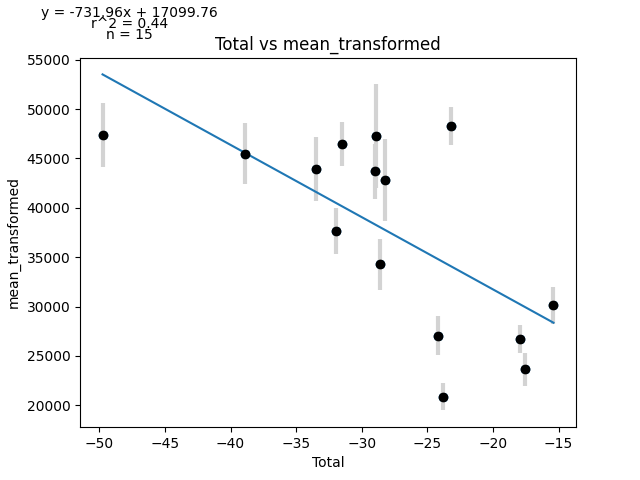 y = -731.96x + 17099.76
r^2 = 0.44
n = 15
Total vs mean_transformed
55000
50000
45000
40000
35000
30000
25000
20000
mean_transformed
−50
−45
−40
−35
−30
−25
−20
−15
Total